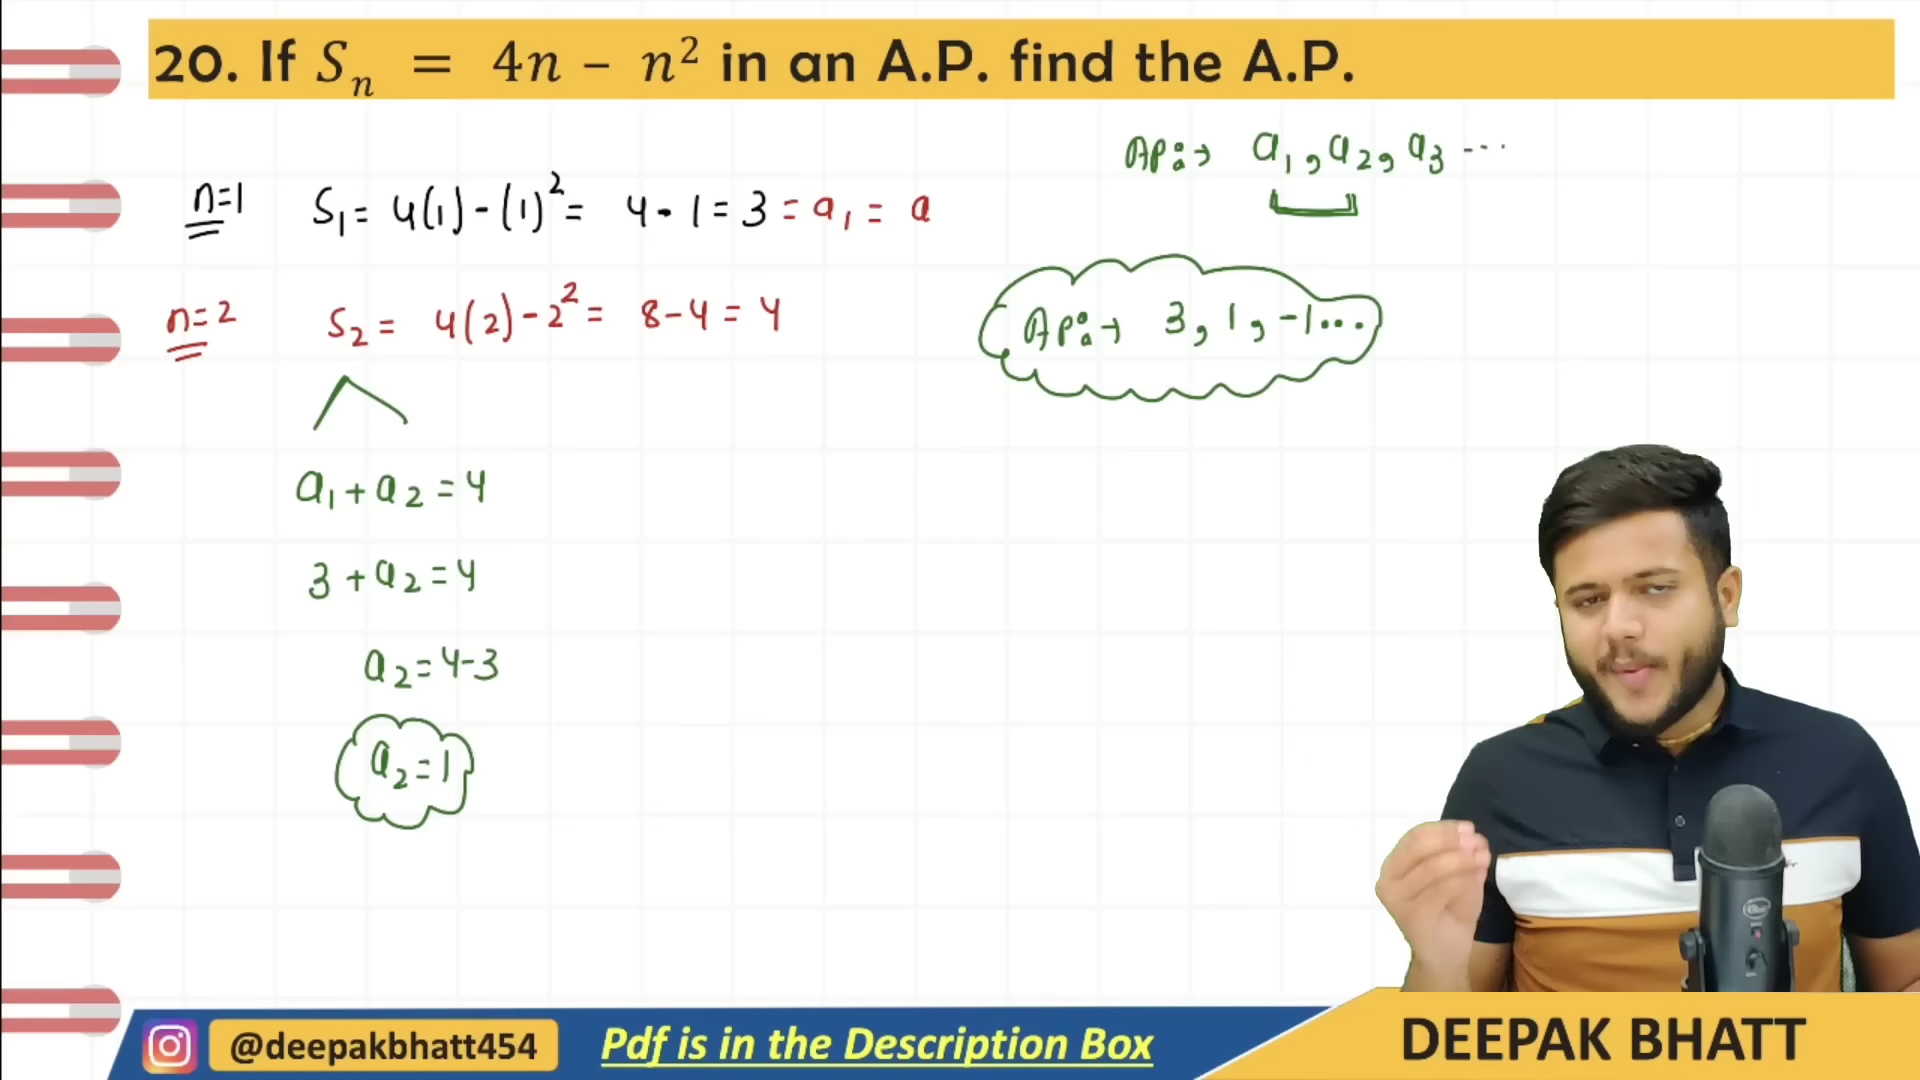 20. If Sₙ = 4n – n² in an A.P. find the A.P.
AP:→ a₁, a₂, a₃ ---
n=1 S₁ = 4(1) - (1)² = 4 - 1 = 3 = a₁ = a
n=2 S₂ = 4(2) - 2² = 8 - 4 = 4
AP:→ 3, 1, -1...
a₁ + a₂ = 4
3 + a₂ = 4
a₂ = 4-3
a₂ = 1
@deepakbhatt454
Pdf is in the Description Box
DEEPAK BHATT